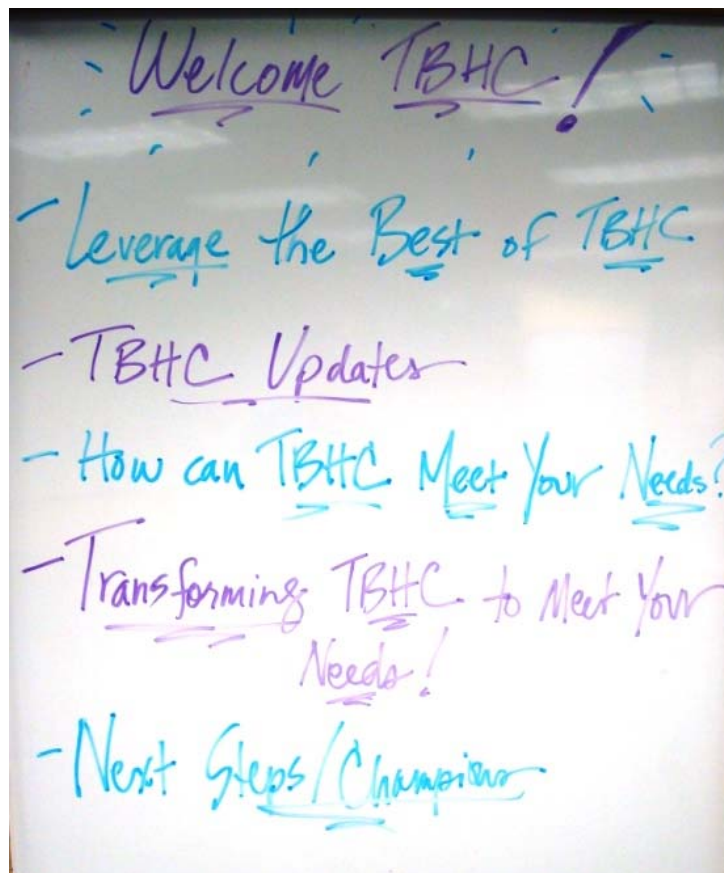 Welcome TBHC!
- Leverage the Best of TBHC
- TBHC Updates
- How can TBHC Meet Your Needs?
- Transforming TBHC to Meet Your
Needs!
- Next Steps/Champions